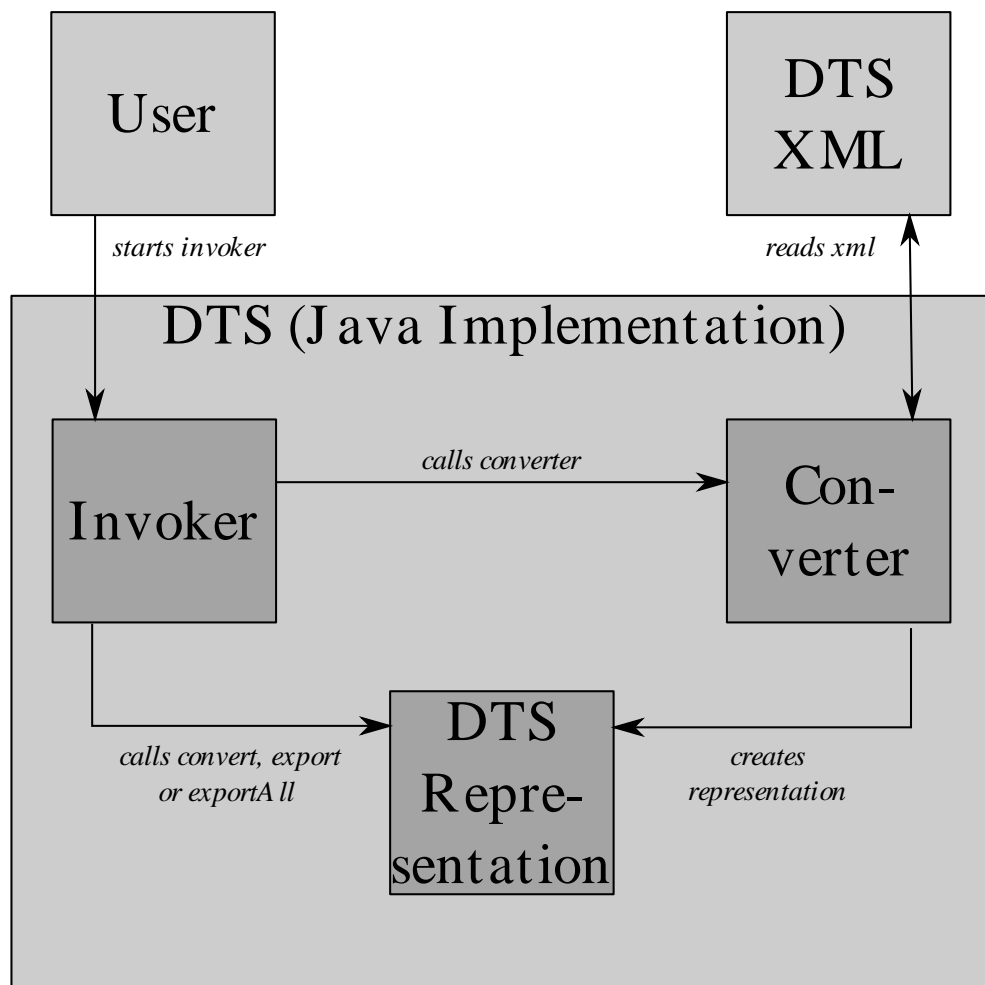 User
DTS
XML
starts invoker
reads xml
DTS (Java Implementation)
calls converter
Invoker
Con-
verter
DTS
Repre-
sentation
calls convert, export
or exportAll
creates
representation